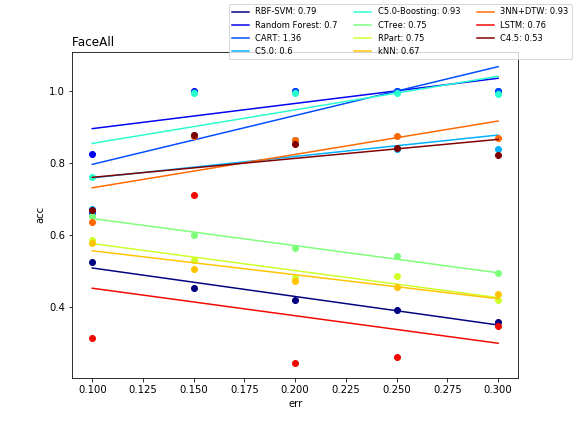 RBF-SVM: 0.79
Random Forest: 0.7
CART: 1.36
C5.0: 0.6
C5.0-Boosting: 0.93
CTree: 0.75
RPart: 0.75
kNN: 0.67
3NN+DTW: 0.93
LSTM: 0.76
C4.5: 0.53
FaceAll
1.0
0.8
0.6
0.4
acc
0.100 0.125 0.150 0.175 0.200 0.225 0.250 0.275 0.300
err